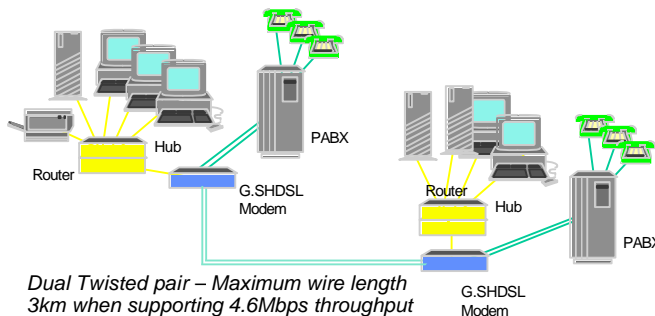 PABX
Hub
Router
G.SHDSL
Modem
Router
Hub
PABX
G.SHDSL
Modem
Dual Twisted pair – Maximum wire length
3km when supporting 4.6Mbps throughput